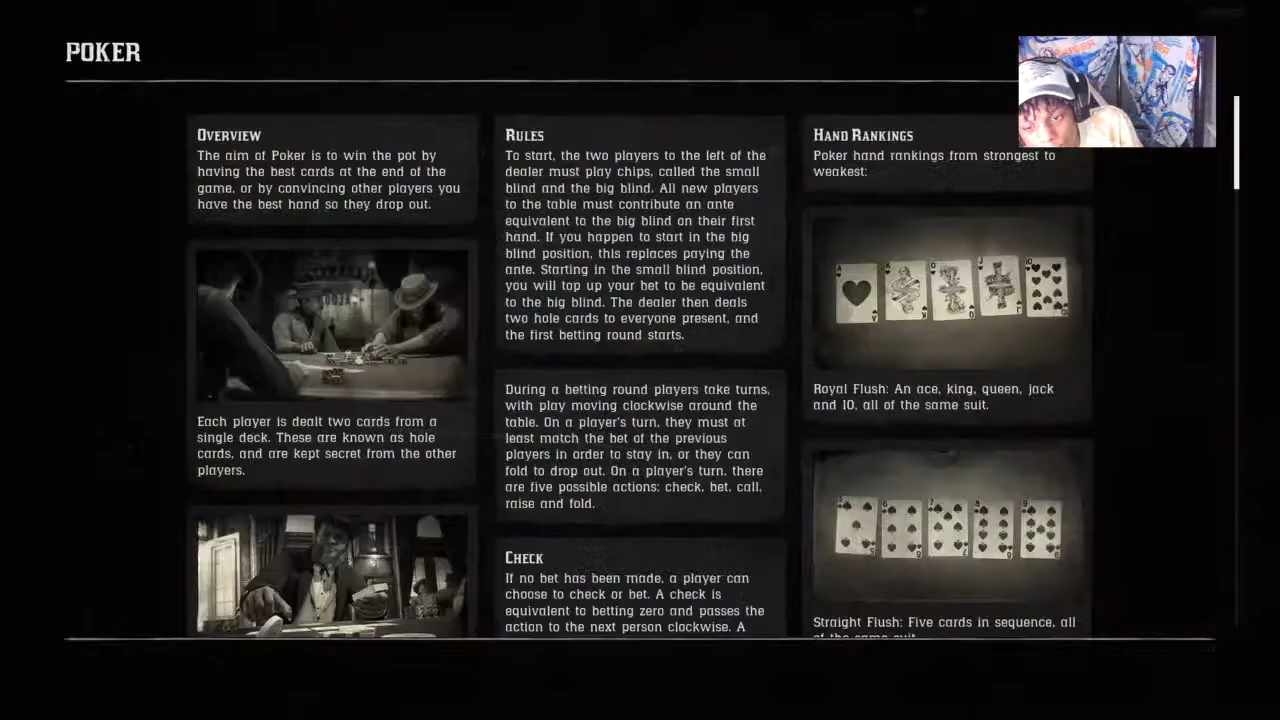 POKER
OVERVIEW
The aim of Poker is to win the pot by
having the best cards at the end of the
game, or by convincing other players you
have the best hand so they drop out.
Each player is dealt two cards from a
single deck. These are known as hole
cards, and are kept secret from the other
players.
RULES
To start, the two players to the left of the
dealer must play chips, called the small
blind and the big blind. All new players
to the table must contribute an ante
equivalent to the big blind on their first
hand. If you happen to start in the big
blind position, this replaces paying the
ante. Starting in the small blind position,
you will top up your bet to be equivalent
to the big blind. The dealer then deals
two hole cards to everyone present, and
the first betting round starts.
During a betting round players take turns,
with play moving clockwise around the
table. On a player's turn, they must at
least match the bet of the previous
players in order to stay in, or they can
fold to drop out. On a player's turn, there
are five possible actions: check, bet, call,
raise and fold.
CHECK
If no bet has been made, a player can
choose to check or bet. A check is
equivalent to betting zero and passes the
action to the next person clockwise. A
HAND RANKINGS
Poker hand rankings from strongest to
weakest:
Royal Flush: An ace, king, queen, jack
and 10, all of the same suit.
Straight Flush: Five cards in sequence, all
of the same suit.